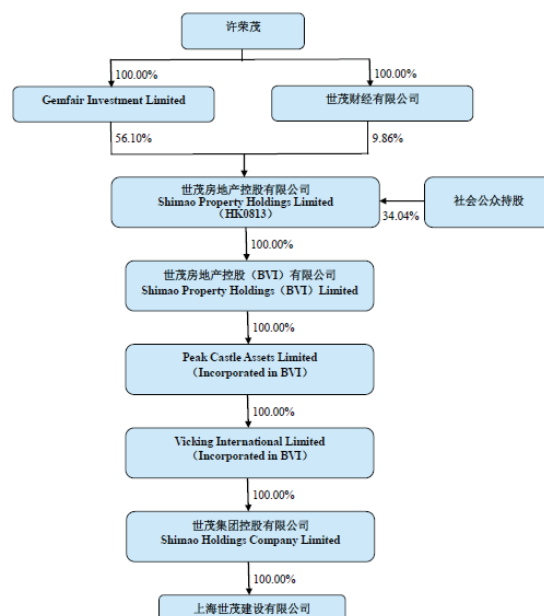 许荣茂
100.00%
100.00%
Gemfair Investment Limited
世茂财经有限公司
56.10%
9.86%
世茂房地产控股有限公司
Shimao Property Holdings Limited
（HK0813）
社会公众持股
34.04%
100.00%
世茂房地产控股（BVI）有限公司
Shimao Property Holdings（BVI）Limited
100.00%
Peak Castle Assets Limited
（Incorporated in BVI）
100.00%
Vicking International Limited
（Incorporated in BVI）
100.00%
世茂集团控股有限公司
Shimao Holdings Company Limited
100.00%
上海世茂建设有限公司